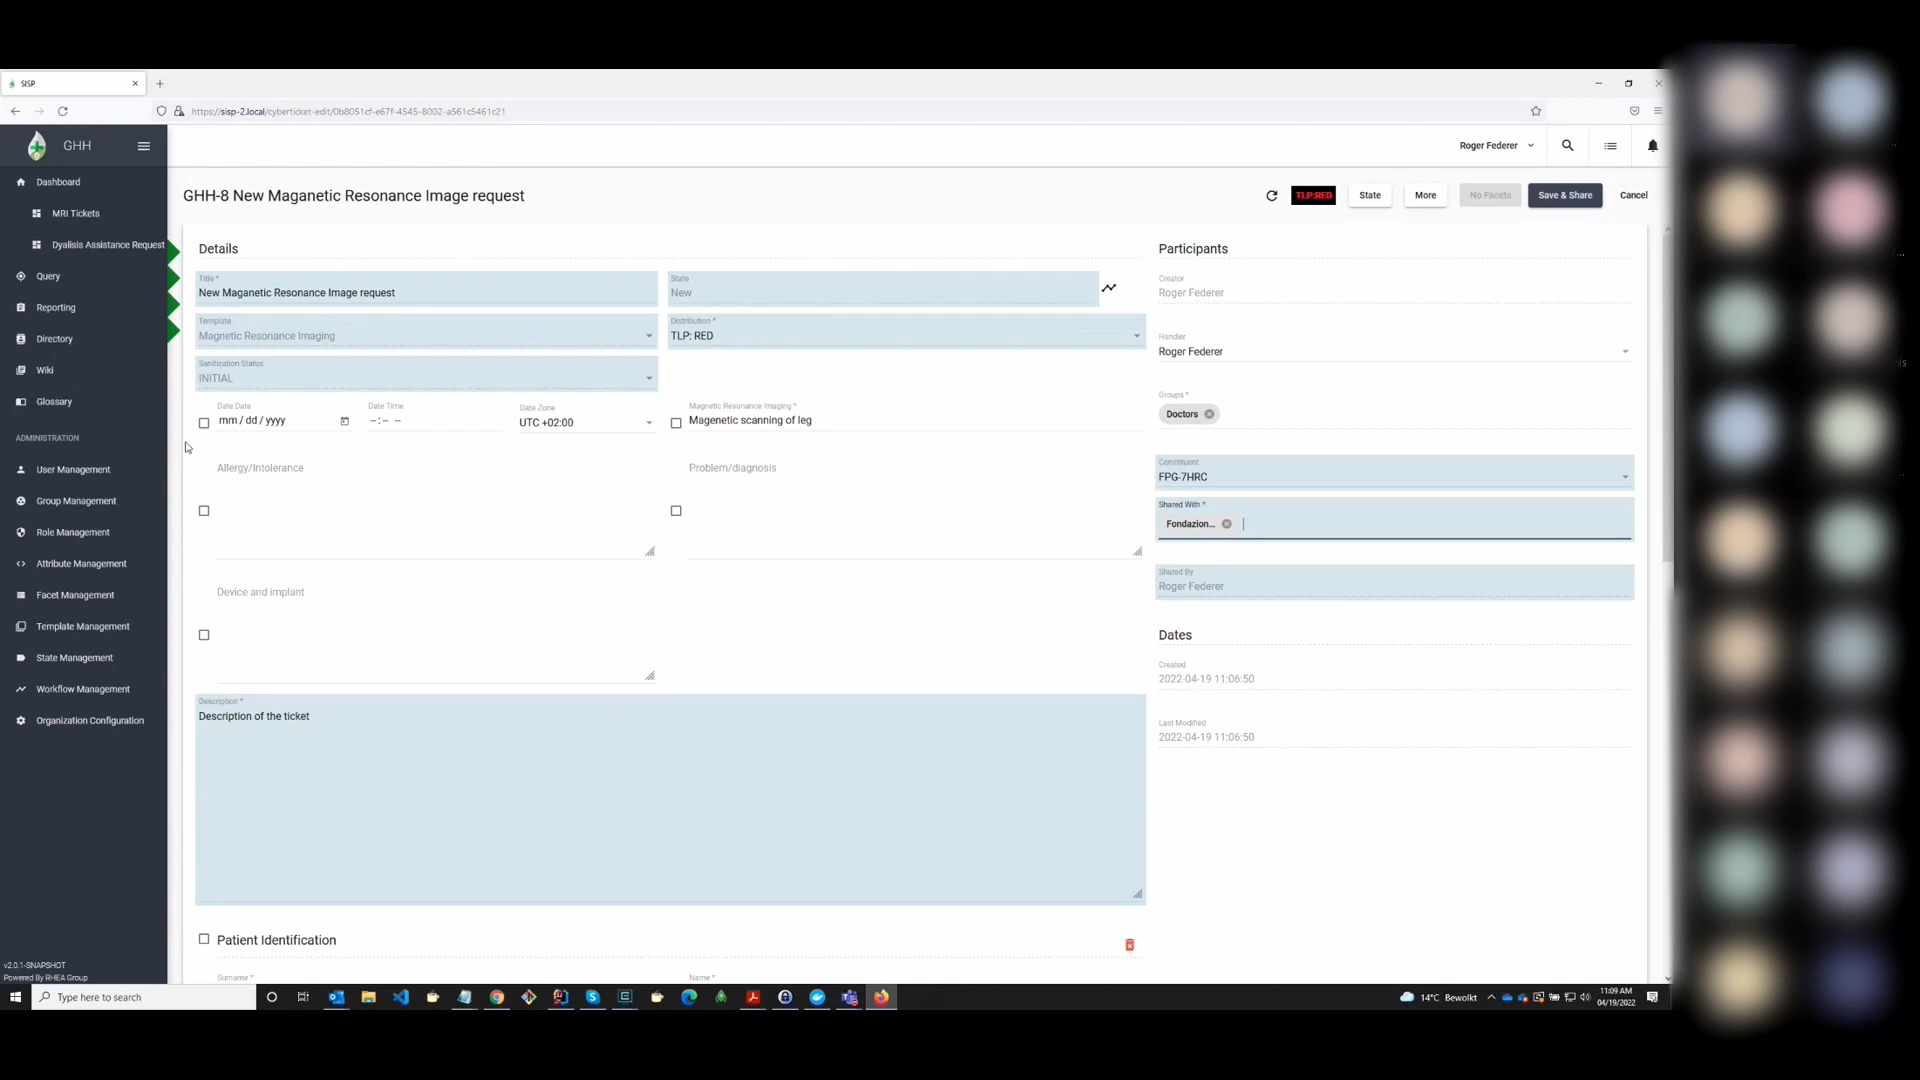 SISP
https://sisp-2.local/cyberticket-edit/0b8051cf-e67f-4545-8002-a561c5461c21
GHH
Roger Federer
Dashboard
MRI Tickets
Dyalisis Assistance Request
Query
Reporting
Directory
Wiki
Glossary
ADMINISTRATION
User Management
Group Management
Role Management
Attribute Management
Facet Management
Template Management
State Management
Workflow Management
Organization Configuration
v2.0.1-SNAPSHOT
Powered By RHEA Group
GHH-8 New Maganetic Resonance Image request
TLP:RED
State
More
No Facets
Save & Share
Cancel
Details
Title *
New Maganetic Resonance Image request
State
New
Template
Magnetic Resonance Imaging
Distribution *
TLP: RED
Sanitization Status
INITIAL
Date Date
mm / dd / yyyy
Date Time
--:-- --
Date Zone
UTC +02:00
Magnetic Resonance Imaging *
Magenetic scanning of leg
Allergy/Intolerance
Problem/diagnosis
Device and implant
Description *
Description of the ticket
Patient Identification
Surname *
Name *
Participants
Creator
Roger Federer
Handler
Roger Federer
Groups *
Doctors
Constituent
FPG-7HRC
Shared With *
Fondazion...
Shared By
Roger Federer
Dates
Created
2022-04-19 11:06:50
Last Modified
2022-04-19 11:06:50
Type here to search
14°C Bewolkt
11:09 AM
04/19/2022